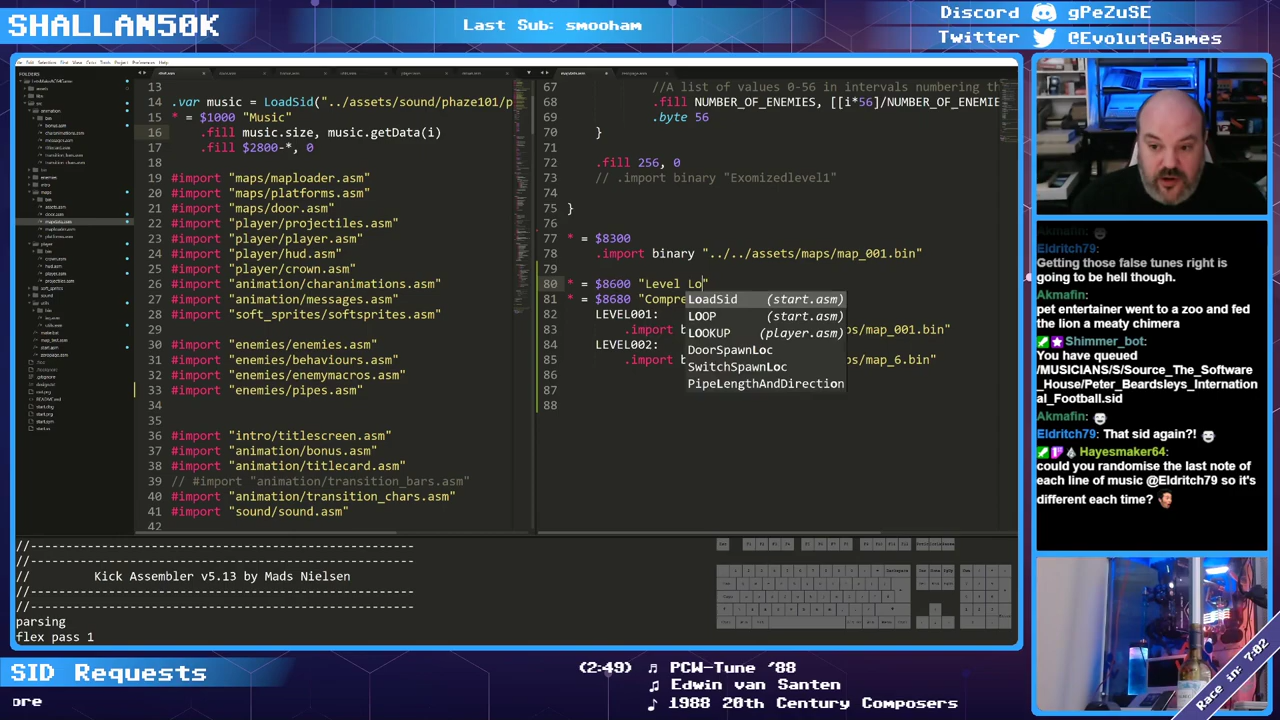 SHALLAN50K
Last Sub: smooham
Discord gPeZuSE
Twitter @EvoluteGames
FOLDERS
13
14 .var music = LoadSid("../assets/sound/phaze101/p
15 * = $1000 "Music"
16 .fill music.size, music.getData(i)
17 .fill $2800-*, 0
18
19 #import "maps/maploader.asm"
20 #import "maps/platforms.asm"
21 #import "maps/door.asm"
22 #import "player/projectiles.asm"
23 #import "player/player.asm"
24 #import "player/hud.asm"
25 #import "player/crown.asm"
26 #import "animation/charanimations.asm"
27 #import "animation/messages.asm"
28 #import "soft_sprites/softsprites.asm"
29
30 #import "enemies/enemies.asm"
31 #import "enemies/behaviours.asm"
32 #import "enemies/enemymacros.asm"
33 #import "enemies/pipes.asm"
34
35
36 #import "intro/titlescreen.asm"
37 #import "animation/bonus.asm"
38 #import "animation/titlecard.asm"
39 // #import "animation/transition_bars.asm"
40 #import "animation/transition_chars.asm"
41 #import "sound/sound.asm"
42
67 //A list of values 0-56 in intervals numbering th
68 .fill NUMBER_OF_ENEMIES, [[i*56]/NUMBER_OF_ENEMIE
69 .byte 56
70 }
71
72 .fill 256, 0
73 // .import binary "Itemizedlevel1"
74
75 }
76
77 * = $8300
78 .import binary "../../assets/maps/map_001.bin"
79
80 * = $8600 "Level Lo
81 * = $8680 "Compre
82 LEVEL001:
83 .import b
aps/map_001.bin"
84 LEVEL002:
85 .import b
aps/map_6.bin"
86
87
88
LoadSid (start.asm)
LOOP (start.asm)
LOOKUP (player.asm)
DoorSpawnLoc
SwitchSpawnLoc
PipeLengthAndDirection
//------------------------------------------------------
//------------------------------------------------------
// Kick Assembler v5.13 by Mads Nielsen
//------------------------------------------------------
//------------------------------------------------------
parsing
flex pass 1
Akmafin:
Eldritch79:
Getting those false tunes right is
going to be hell though.
Akmafin:
pet entertainer went to a zoo and fed
the lion a meaty chimera
Shimmer_bot:
You have queued
/MUSICIANS/S/Source_The_Software
_House/Peter_Beardsleys_Internation
al_Football.sid
Akmafin:
Eldritch79: That sid again?!
Hayesmaker64:
could you randomise the last note of
each line of music @Eldritch79 so it's
different each time?
SID Requests
ore
(2:49) PCW-Tune '88
Edwin van Santen
1988 20th Century Composers
Race in: 7:02